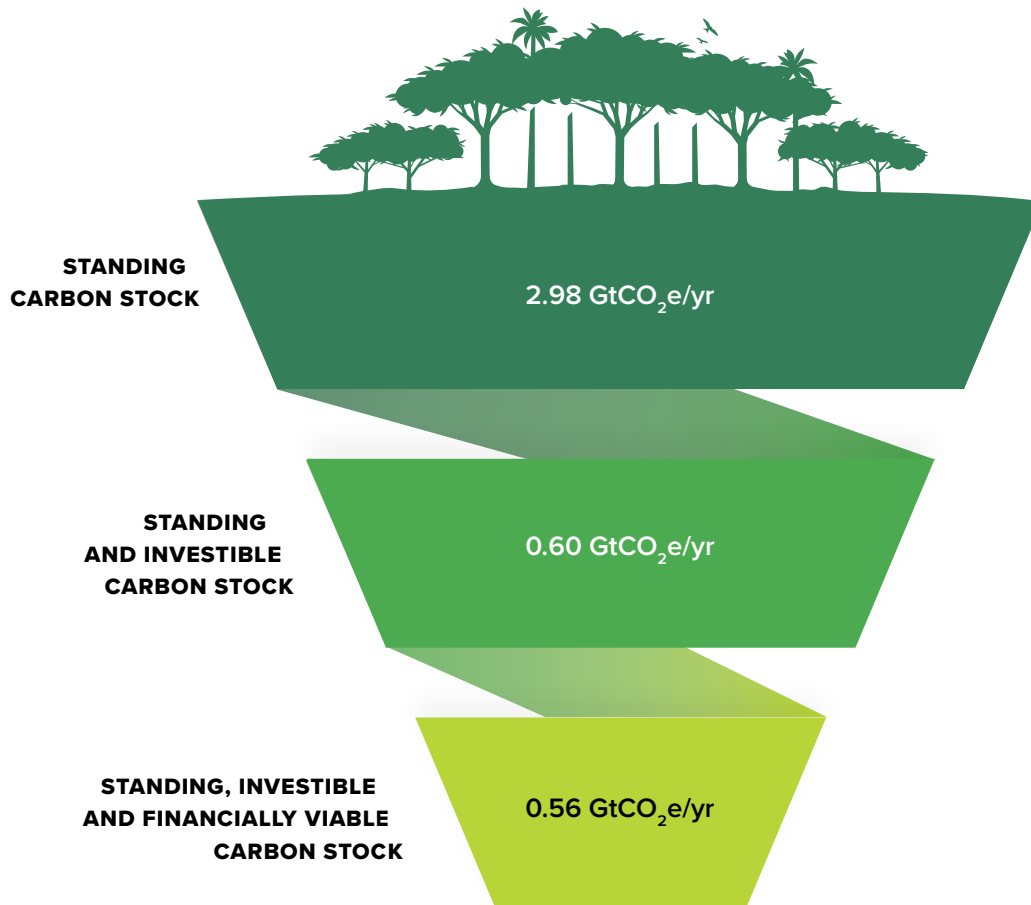 STANDING
CARBON STOCK
2.98 GtCO₂e/yr
STANDING
AND INVESTIBLE
CARBON STOCK
0.60 GtCO₂e/yr
STANDING, INVESTIBLE
AND FINANCIALLY VIABLE
CARBON STOCK
0.56 GtCO₂e/yr